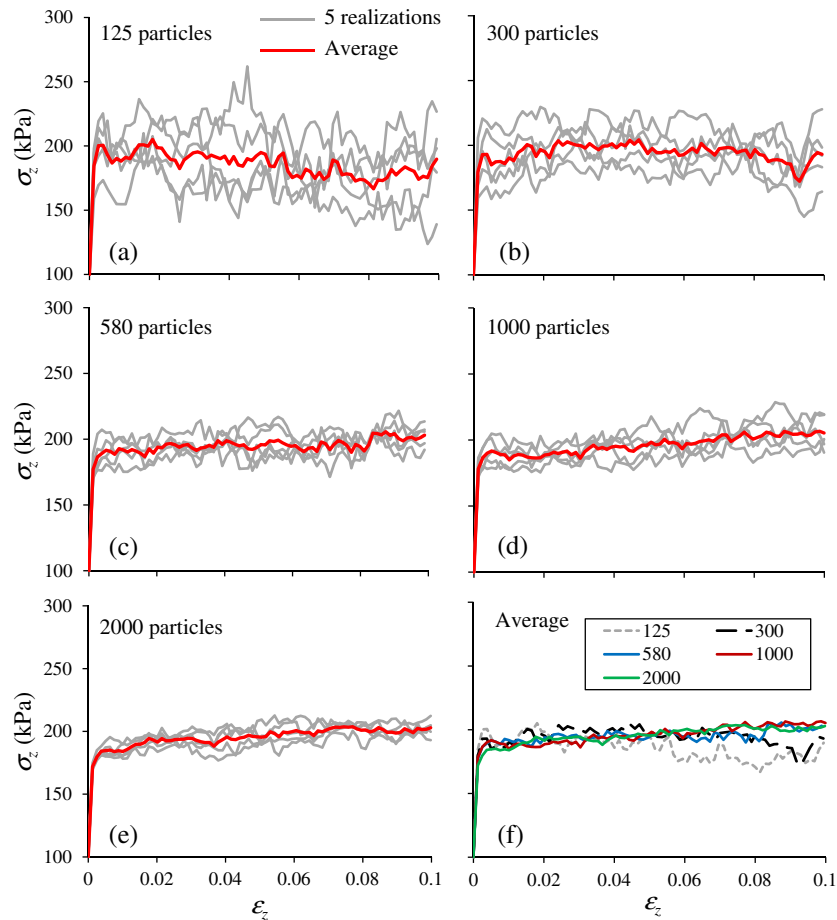 300
125 particles
5 realizations
Average
250
200
150
100
σz (kPa)
(a)
300 particles
(b)
300
580 particles
250
200
150
100
σz (kPa)
(c)
1000 particles
(d)
300
2000 particles
250
200
150
100
σz (kPa)
(e)
0 0.02 0.04 0.06 0.08 0.1
εz
Average
125 300
580 1000
2000
(f)
0 0.02 0.04 0.06 0.08 0.1
εz